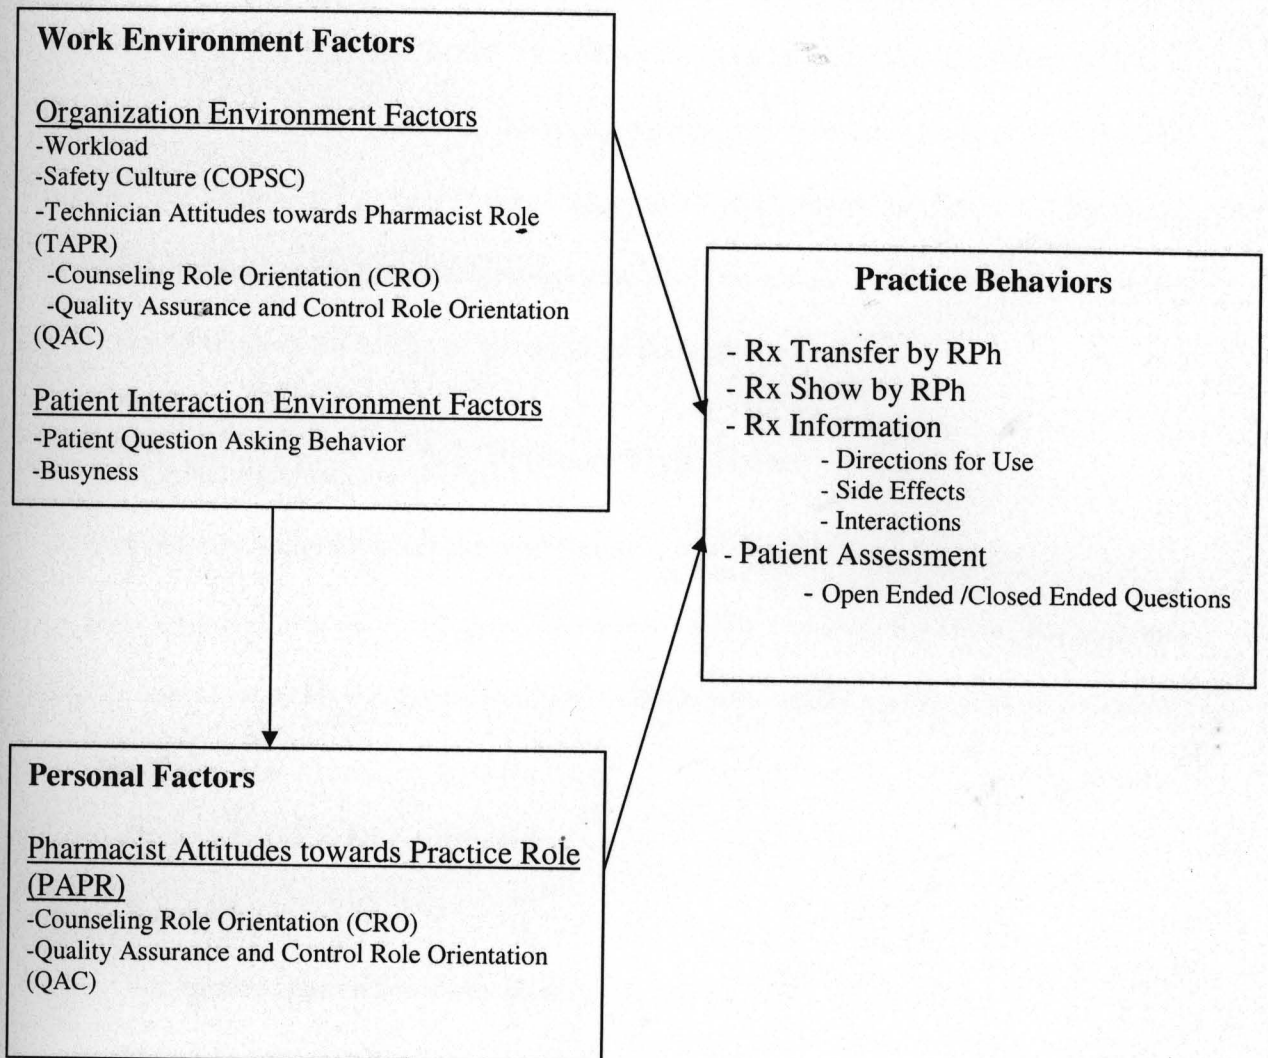 Work Environment Factors
Organization Environment Factors
-Workload
-Safety Culture (COPSC)
-Technician Attitudes towards Pharmacist Role
(TAPR)
-Counseling Role Orientation (CRO)
-Quality Assurance and Control Role Orientation
(QAC)
Patient Interaction Environment Factors
-Patient Question Asking Behavior
-Busyness
Practice Behaviors
- Rx Transfer by RPh
- Rx Show by RPh
- Rx Information
- Directions for Use
- Side Effects
- Interactions
- Patient Assessment
- Open Ended /Closed Ended Questions
Personal Factors
Pharmacist Attitudes towards Practice Role
(PAPR)
-Counseling Role Orientation (CRO)
-Quality Assurance and Control Role Orientation
(QAC)